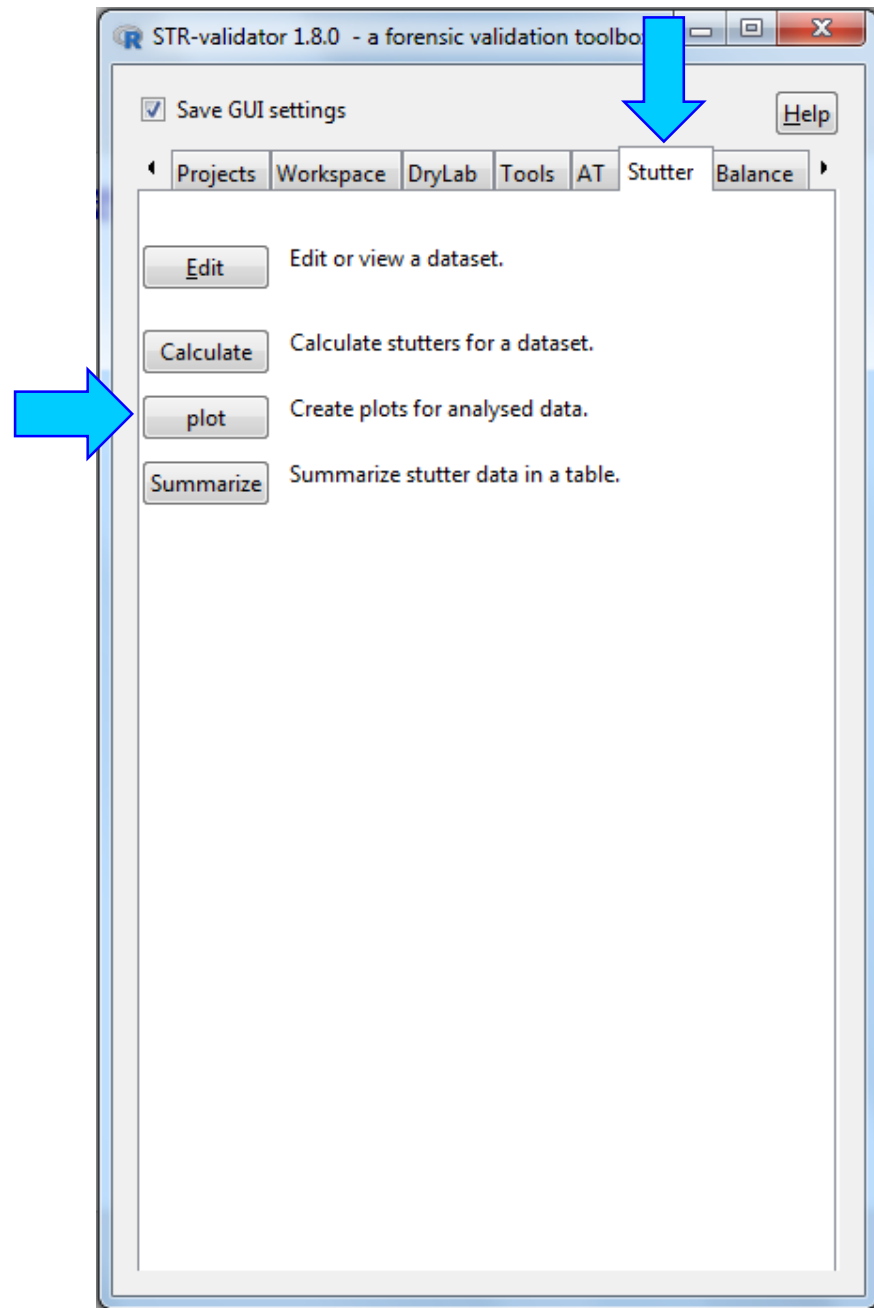 STR-validator 1.8.0 - a forensic validation toolbo
Save GUI settings
Help
Projects Workspace DryLab Tools AT Stutter Balance
Edit Edit or view a dataset.
Calculate Calculate stutters for a dataset.
plot Create plots for analysed data.
Summarize Summarize stutter data in a table.